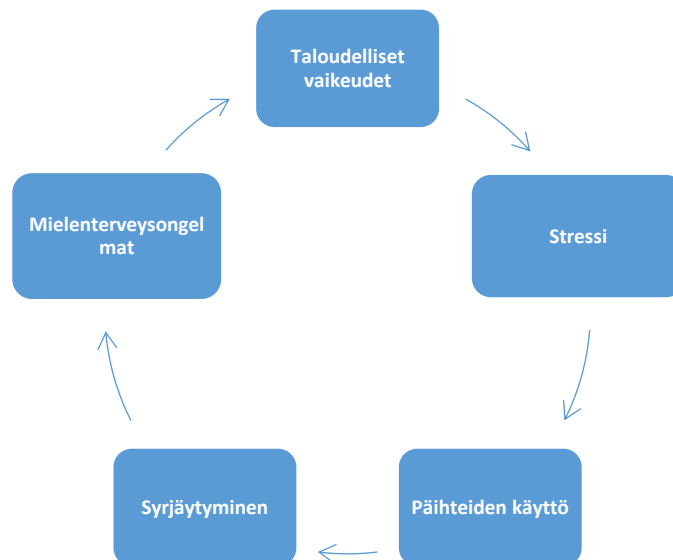 Taloudelliset
vaikeudet
Stressi
Päihteiden käyttö
Syrjäytyminen
Mielenterveysongel
mat